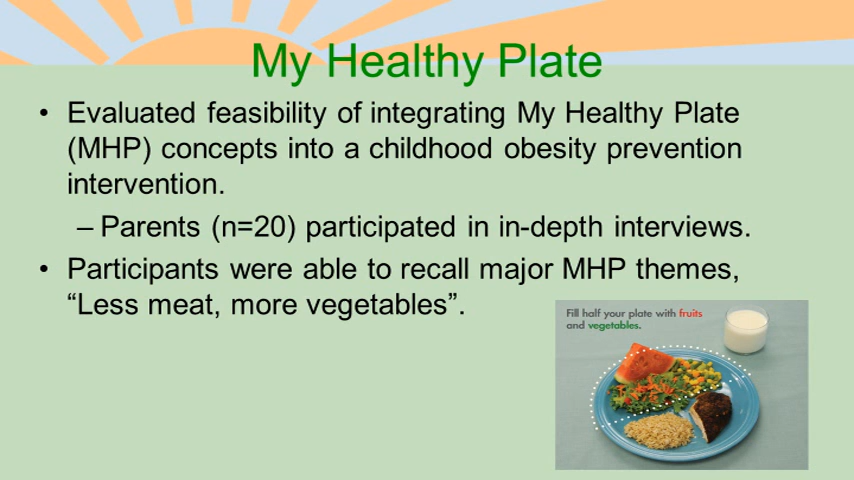 My Healthy Plate
• Evaluated feasibility of integrating My Healthy Plate
(MHP) concepts into a childhood obesity prevention
intervention.
– Parents (n=20) participated in in-depth interviews.
• Participants were able to recall major MHP themes,
“Less meat, more vegetables”.
Fill half your plate with fruits
and vegetables.